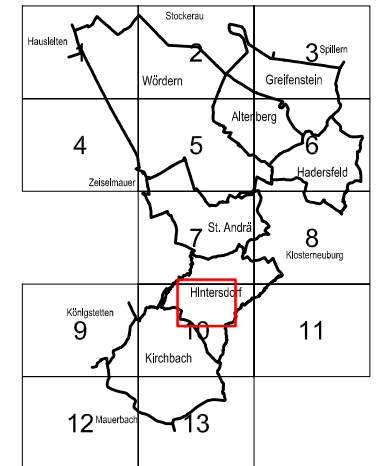 Stockerau
Hausleiten
1
2
3 Spillern
Wördern
Greifenstein
Altenberg
4
5
6
Hadersfeld
Zeiselmauer
St. Andrä
7
8
Klosterneuburg
HIntersdorf
Königstetten
9
10
11
Kirchbach
12 Mauerbach
13